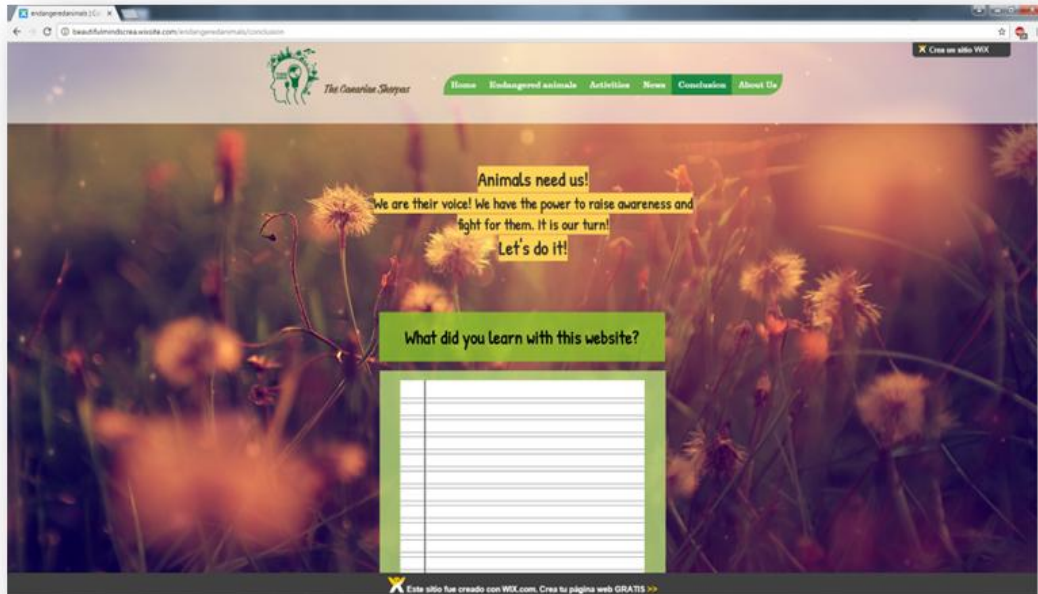 endangeredanimals | Co
beautifulmindscrea.wixsite.com/endangeredanimals/conclusion
Crea un sitio WiX
The Canarian Sherpas
Home Endangered animals Activities News Conclusion About Us
Animals need us!
We are their voice! We have the power to raise awareness and
fight for them. It is our turn!
Let's do it!
What did you learn with this website?
Este sitio fue creado con WIX.com. Crea tu página web GRATIS >>